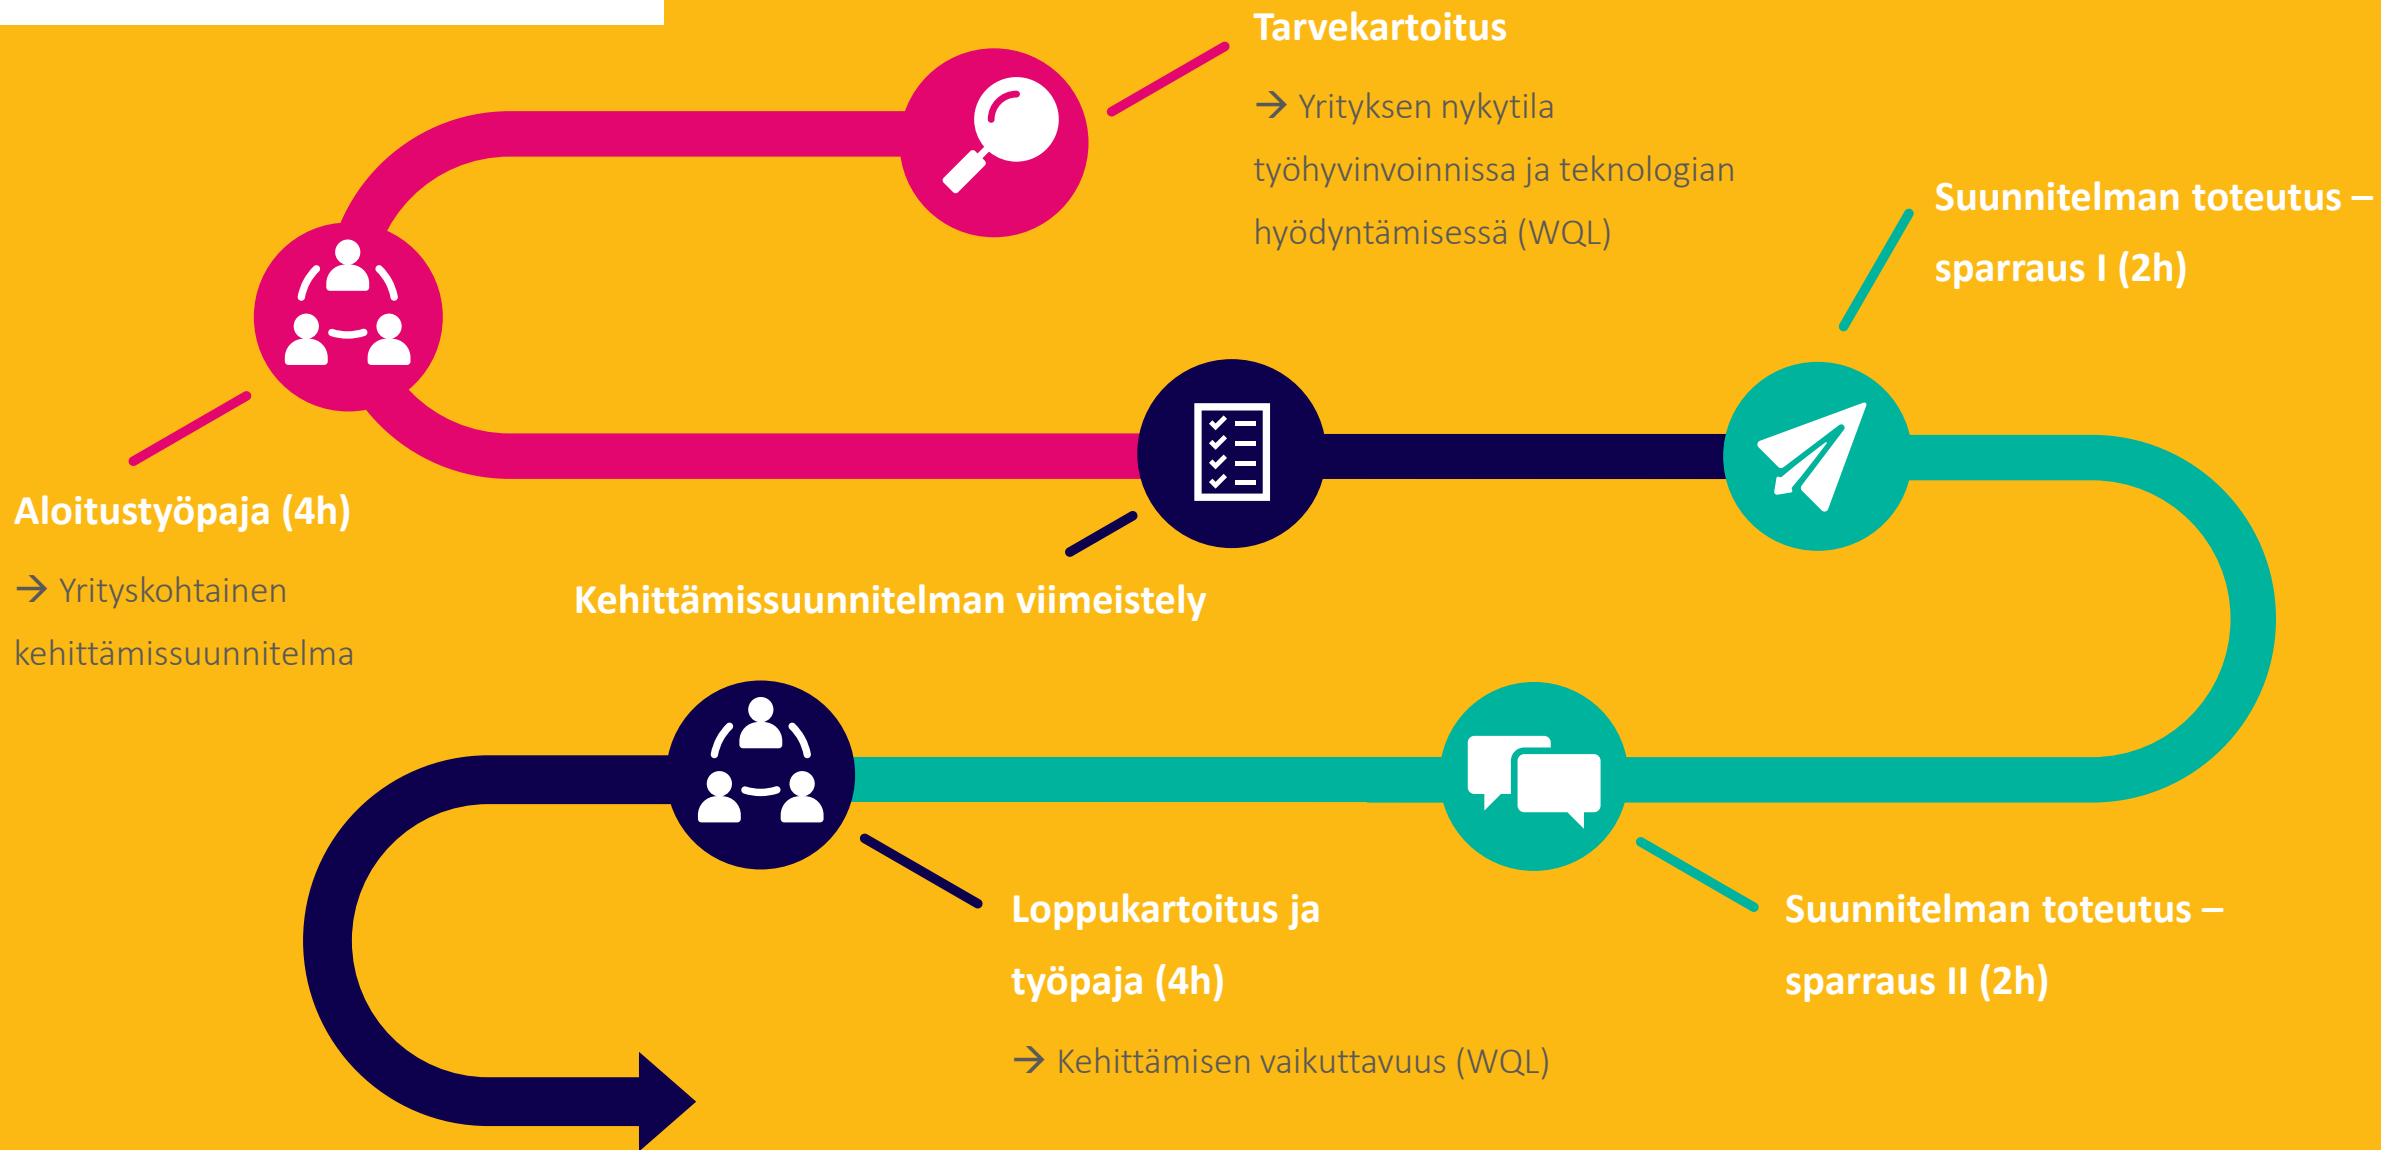 Tarvekartoitus
→ Yrityksen nykytila
työhyvinvoinnissa ja teknologian
hyödyntämisessä (WQL)
Aloitustyöpaja (4h)
→ Yrityskohtainen
kehittämissuunnitelma
Kehittämissuunnitelman viimeistely
Suunnitelman toteutus –
sparraus I (2h)
Suunnitelman toteutus –
sparraus II (2h)
Loppukartoitus ja
työpaja (4h)
→ Kehittämisen vaikuttavuus (WQL)